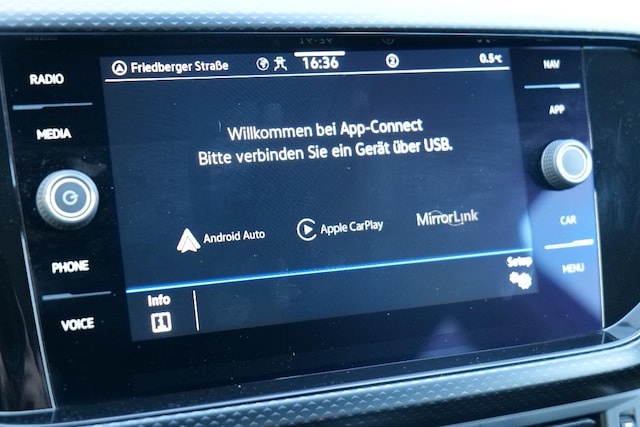 RADIO
MEDIA
PHONE
VOICE
Friedberger Straße
16:36
2
0.5°C
Willkommen bei App-Connect
Bitte verbinden Sie ein Gerät über USB.
Android Auto
Apple CarPlay
MirrorLink
Info
Setup
NAV
APP
CAR
MENU